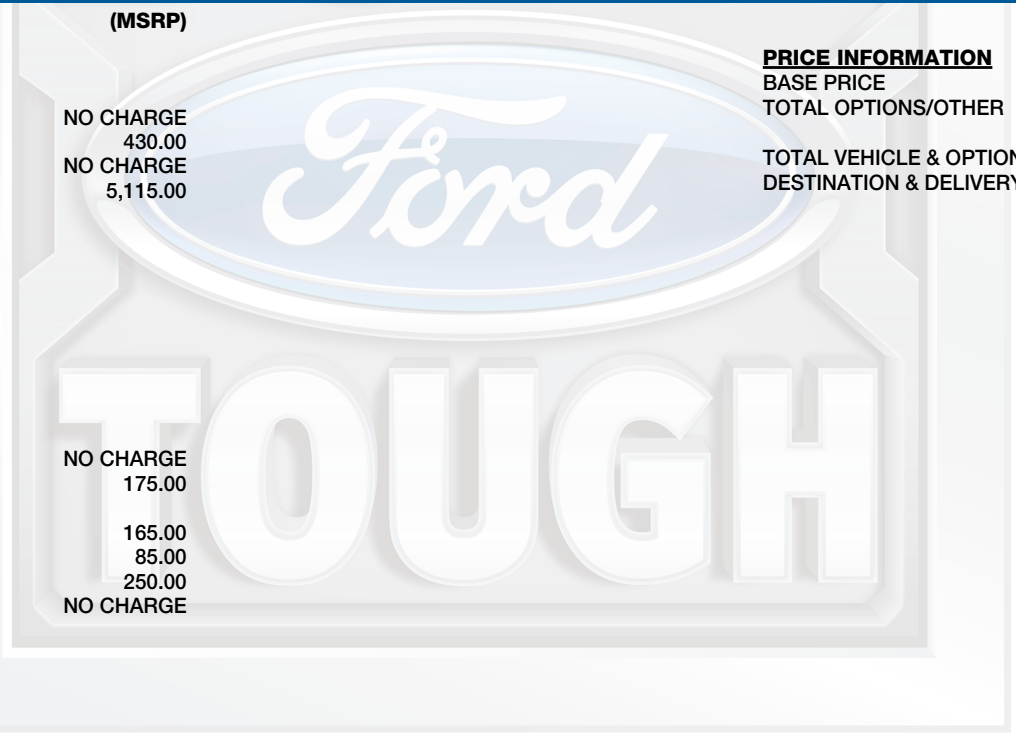 (MSRP)
NO CHARGE
430.00
NO CHARGE
5,115.00
NO CHARGE
175.00
165.00
85.00
250.00
NO CHARGE
PRICE INFORMATION
BASE PRICE
TOTAL OPTIONS/OTHER
TOTAL VEHICLE & OPTION
DESTINATION & DELIVERY
Ford
TOUGH